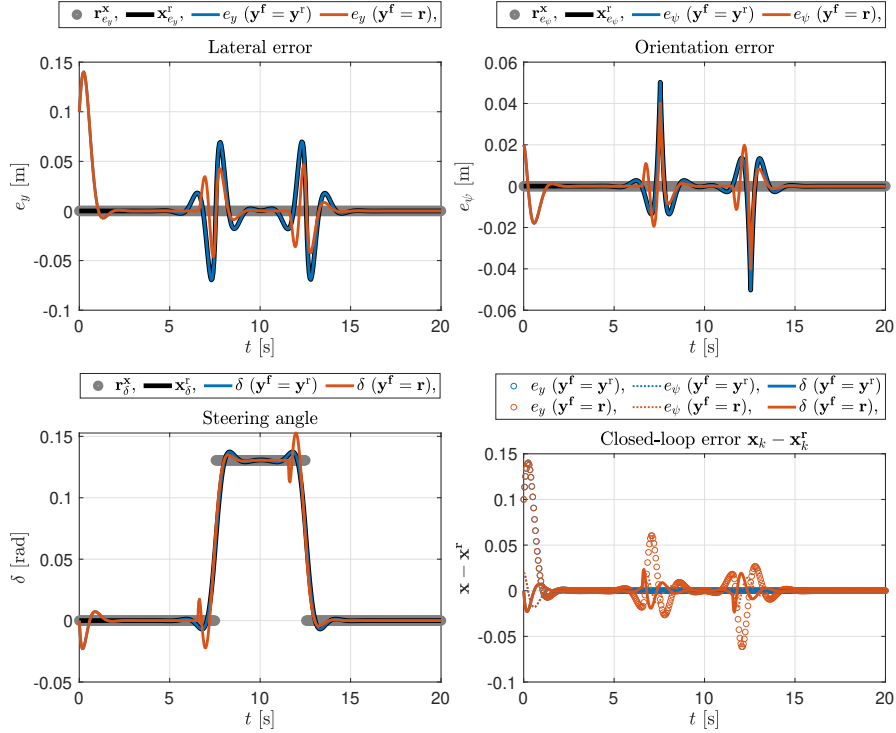 r^x_{e_y}, x^r_{e_y}, e_y (y^f = y^r) e_y (y^f = r),
Lateral error
0.15
0.1
0.05
0
-0.05
-0.1
e_y [m]
0 5 10 15 20
t [s]
r^x_{e_ψ}, x^r_{e_ψ}, e_ψ (y^f = y^r) e_ψ (y^f = r),
Orientation error
0.06
0.04
0.02
0
-0.02
-0.04
-0.06
e_ψ [m]
0 5 10 15 20
t [s]
r^x_δ, x^r_δ, δ (y^f = y^r) δ (y^f = r),
Steering angle
0.15
0.1
0.05
0
-0.05
δ [rad]
0 5 10 15 20
t [s]
e_y (y^f = y^r), e_ψ (y^f = y^r), δ (y^f = y^r)
e_y (y^f = r), e_ψ (y^f = r), δ (y^f = r),
Closed-loop error x_k − x^r_k
0.15
0.1
0.05
0
-0.05
-0.1
x − x^r
0 5 10 15 20
t [s]